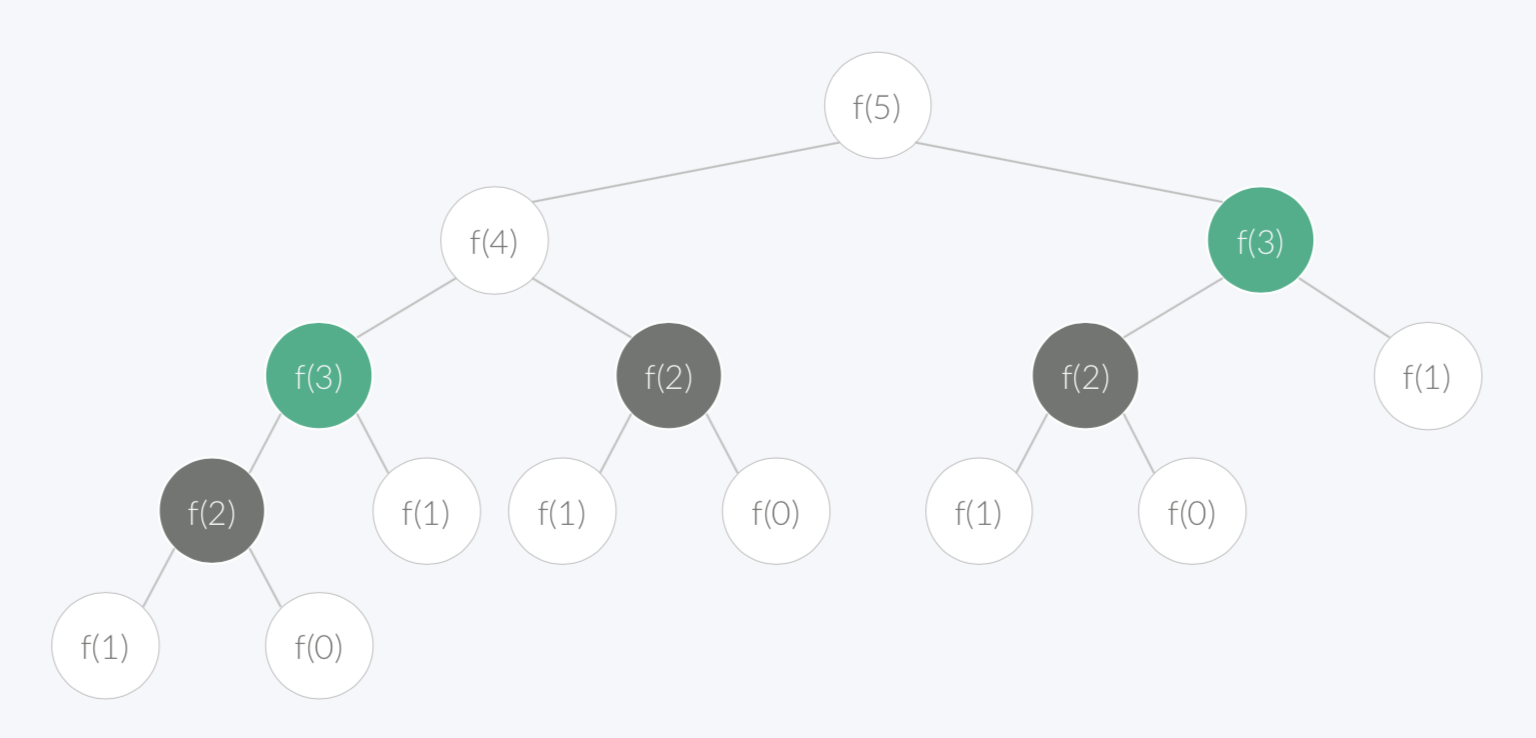 f(5)
f(4) f(3)
f(3) f(2) f(2) f(1)
f(2) f(1) f(1) f(0) f(1) f(0)
f(1) f(0)